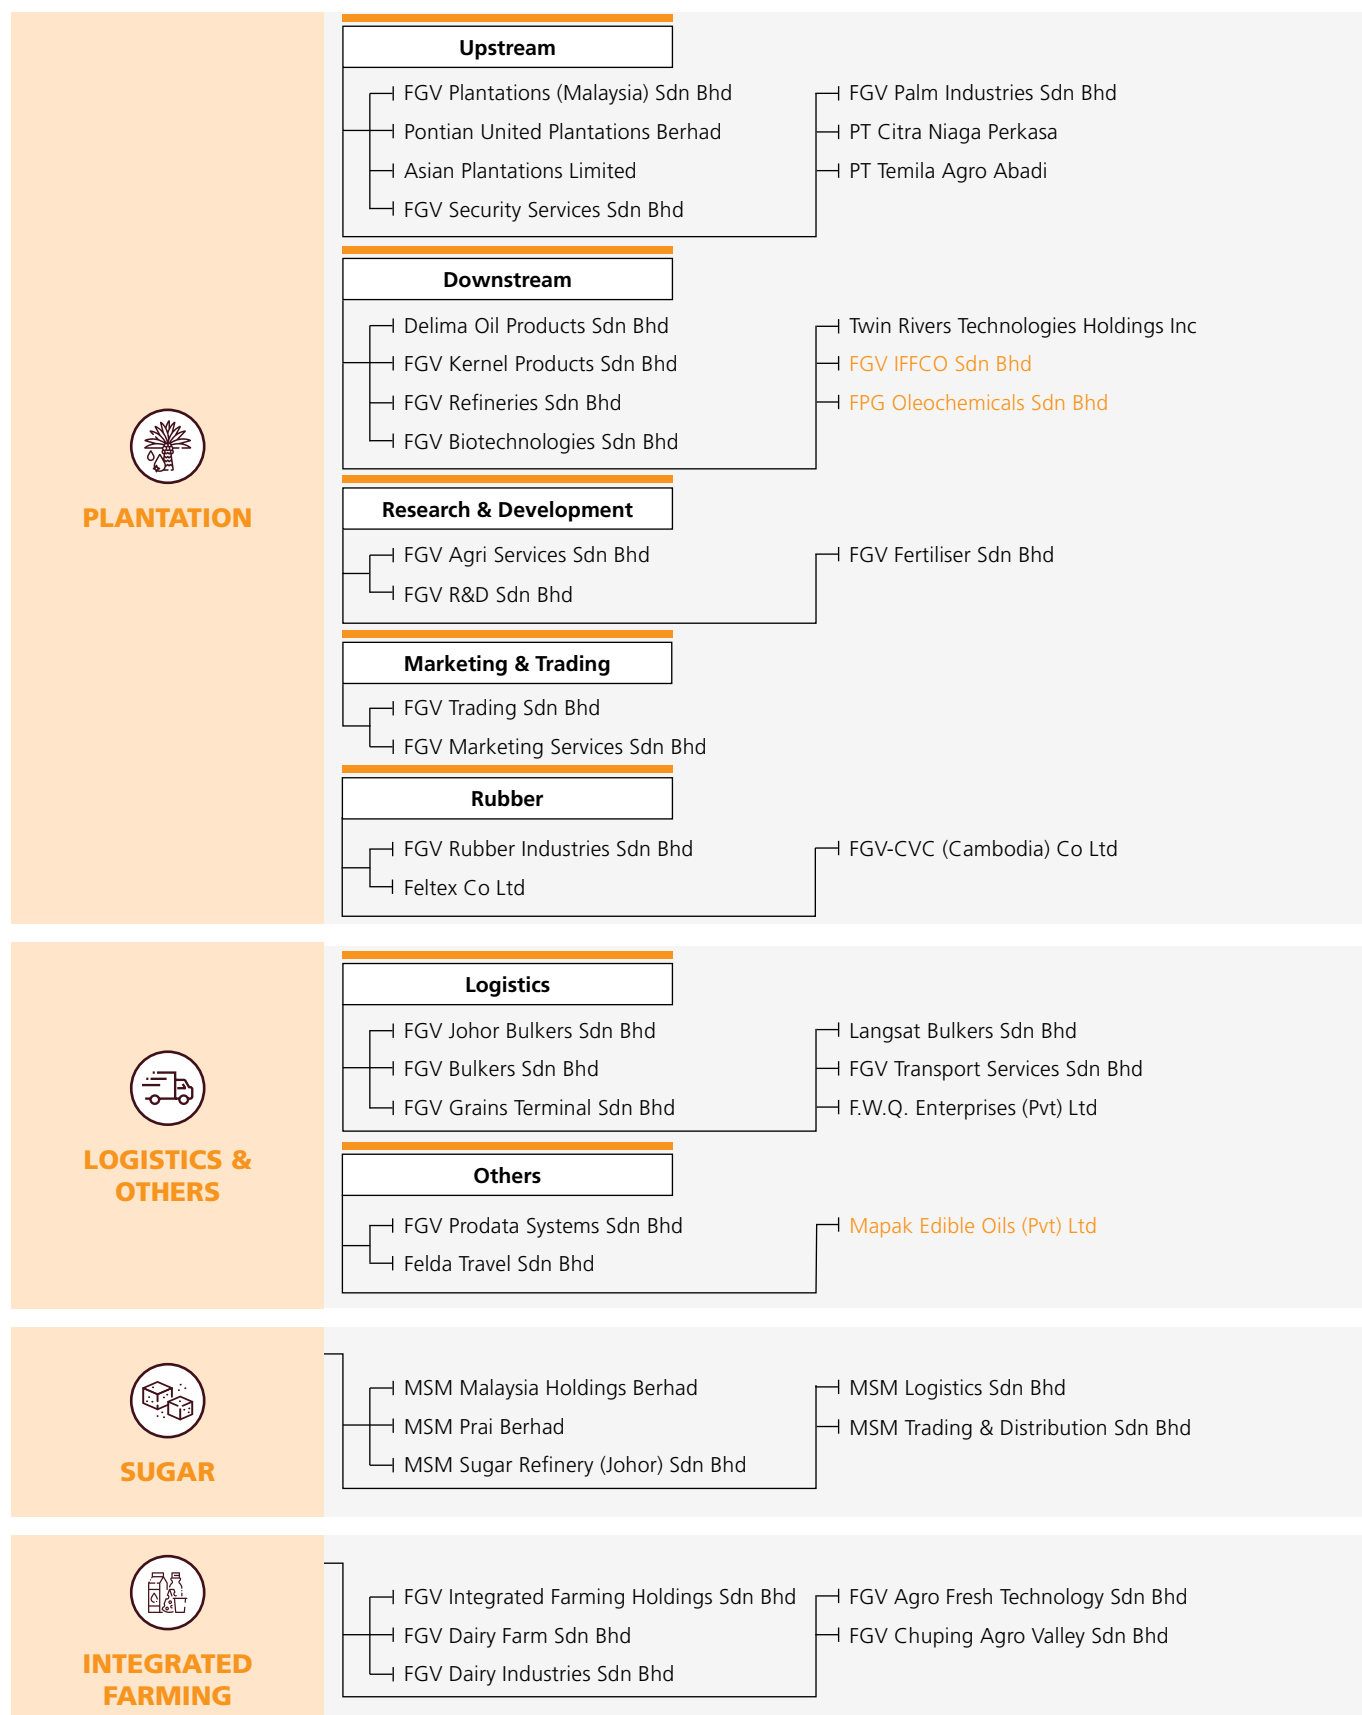 PLANTATION
Upstream
FGV Plantations (Malaysia) Sdn Bhd
Pontian United Plantations Berhad
Asian Plantations Limited
FGV Security Services Sdn Bhd
FGV Palm Industries Sdn Bhd
PT Citra Niaga Perkasa
PT Temila Agro Abadi
Downstream
Delima Oil Products Sdn Bhd
FGV Kernel Products Sdn Bhd
FGV Refineries Sdn Bhd
FGV Biotechnologies Sdn Bhd
Twin Rivers Technologies Holdings Inc
FGV IFFCO Sdn Bhd
FPG Oleochemicals Sdn Bhd
Research & Development
FGV Agri Services Sdn Bhd
FGV R&D Sdn Bhd
FGV Fertiliser Sdn Bhd
Marketing & Trading
FGV Trading Sdn Bhd
FGV Marketing Services Sdn Bhd
Rubber
FGV Rubber Industries Sdn Bhd
Feltex Co Ltd
FGV-CVC (Cambodia) Co Ltd
LOGISTICS &
OTHERS
Logistics
FGV Johor Bulkers Sdn Bhd
FGV Bulkers Sdn Bhd
FGV Grains Terminal Sdn Bhd
Langsat Bulkers Sdn Bhd
FGV Transport Services Sdn Bhd
F.W.Q. Enterprises (Pvt) Ltd
Others
FGV Prodata Systems Sdn Bhd
Felda Travel Sdn Bhd
Mapak Edible Oils (Pvt) Ltd
SUGAR
MSM Malaysia Holdings Berhad
MSM Prai Berhad
MSM Sugar Refinery (Johor) Sdn Bhd
MSM Logistics Sdn Bhd
MSM Trading & Distribution Sdn Bhd
INTEGRATED
FARMING
FGV Integrated Farming Holdings Sdn Bhd
FGV Dairy Farm Sdn Bhd
FGV Dairy Industries Sdn Bhd
FGV Agro Fresh Technology Sdn Bhd
FGV Chuping Agro Valley Sdn Bhd